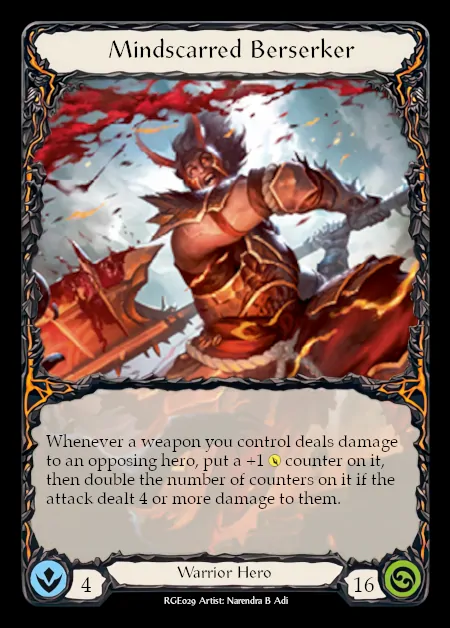 Mindscarred Berserker
Whenever a weapon you control deals damage
to an opposing hero, put a +1 counter on it,
then double the number of counters on it if the
attack dealt 4 or more damage to them.
4
Warrior Hero
16
RGE029 Artist: Narendra B Adi